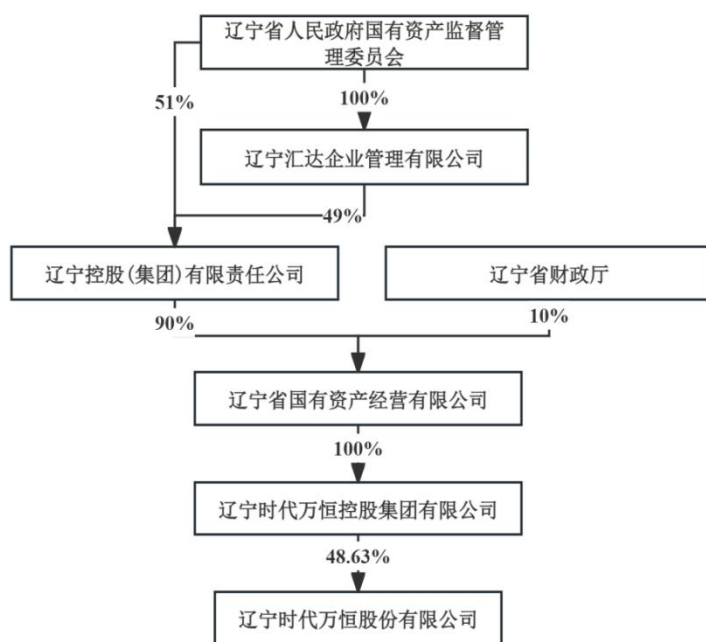 辽宁省人民政府国有资产监督管
理委员会
51%
100%
辽宁汇达企业管理有限公司
49%
辽宁控股(集团)有限责任公司
辽宁省财政厅
90%
10%
辽宁省国有资产经营有限公司
100%
辽宁时代万恒控股集团有限公司
48.63%
辽宁时代万恒股份有限公司